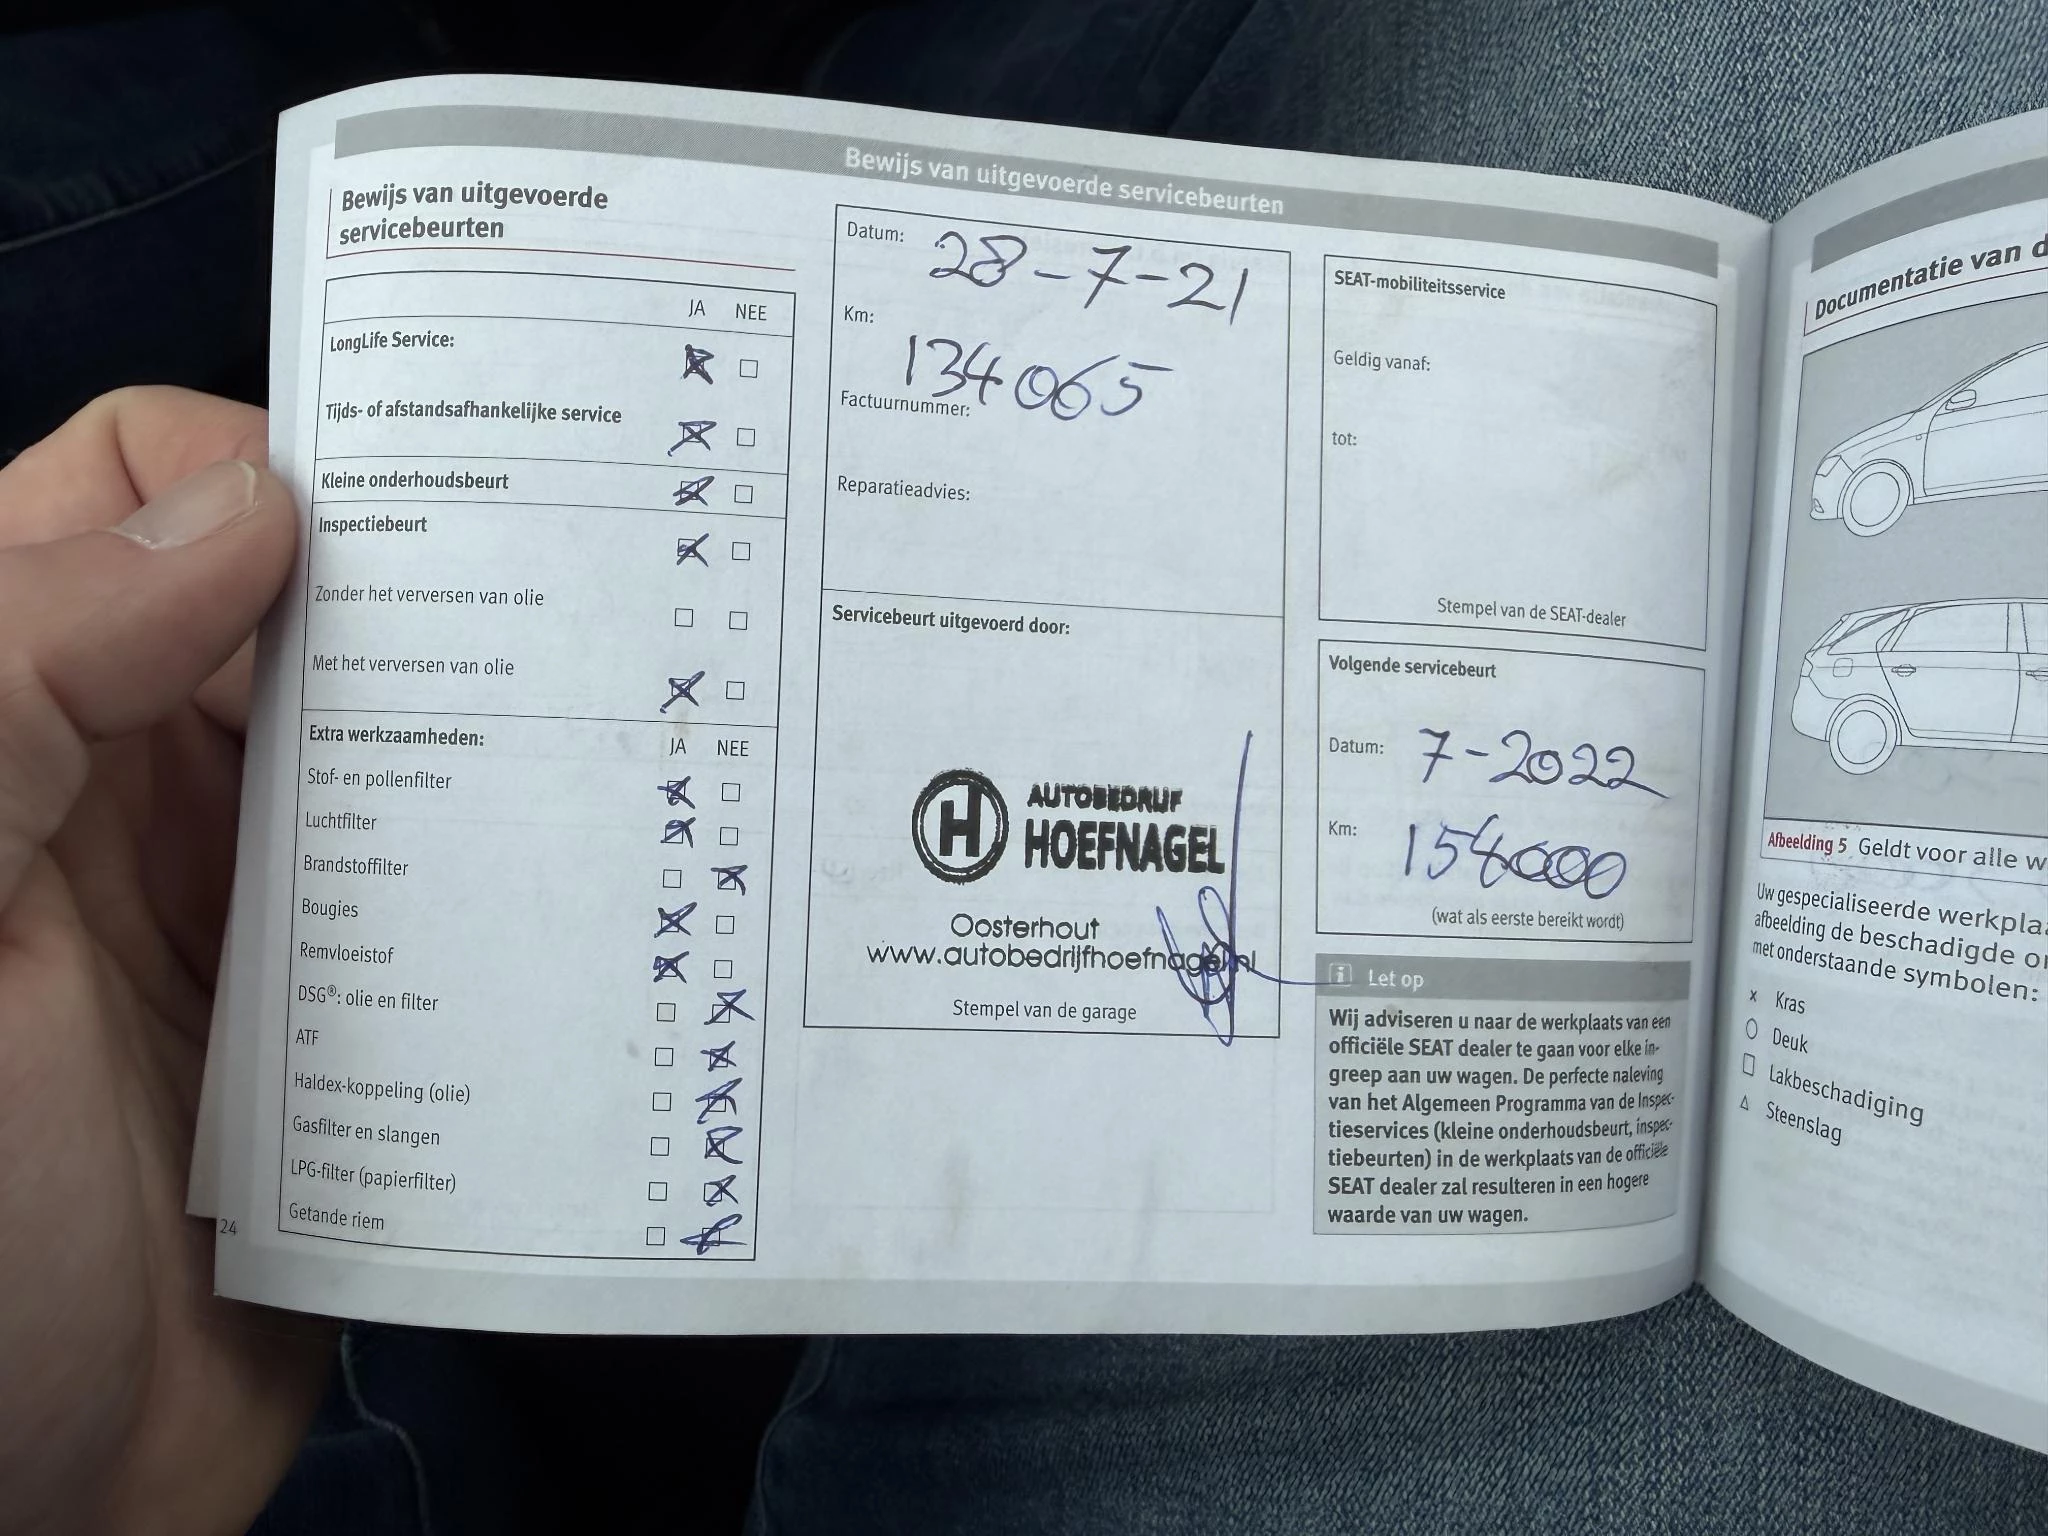 Bewijs van uitgevoerde servicebeurten
Bewijs van uitgevoerde
servicebeurten
JA NEE
LongLife Service:
Tijds- of afstandsafhankelijke service
Kleine onderhoudsbeurt
Inspectiebeurt
Zonder het verversen van olie
Met het verversen van olie
Extra werkzaamheden: JA NEE
Stof- en pollenfilter
Luchtfilter
Brandstoffilter
Bougies
Remvloeistof
DSG®: olie en filter
ATF
Haldex-koppeling (olie)
Gasfilter en slangen
LPG-filter (papierfilter)
Getande riem
24
Datum: 28-7-21
Km: 134065
Factuurnummer:
Reparatieadvies:
Servicebeurt uitgevoerd door:
H AUTOBEDRIJF
HOEFNAGEL
Oosterhout
www.autobedrijfhoefnagel.nl
Stempel van de garage
SEAT-mobiliteitsservice
Geldig vanaf:
tot:
Stempel van de SEAT-dealer
Volgende servicebeurt
Datum: 7-2022
Km: 154000
(wat als eerste bereikt wordt)
i Let op
Wij adviseren u naar de werkplaats van een
officiële SEAT dealer te gaan voor elke in-
greep aan uw wagen. De perfecte naleving
van het Algemeen Programma van de Inspec-
tieservices (kleine onderhoudsbeurt, inspec-
tiebeurten) in de werkplaats van de officiële
SEAT dealer zal resulteren in een hogere
waarde van uw wagen.
Documentatie van d
Afbeelding 5 Geldt voor alle w
Uw gespecialiseerde werkpla
afbeelding de beschadigde o
met onderstaande symbolen:
x Kras
○ Deuk
□ Lakbeschadiging
△ Steenslag